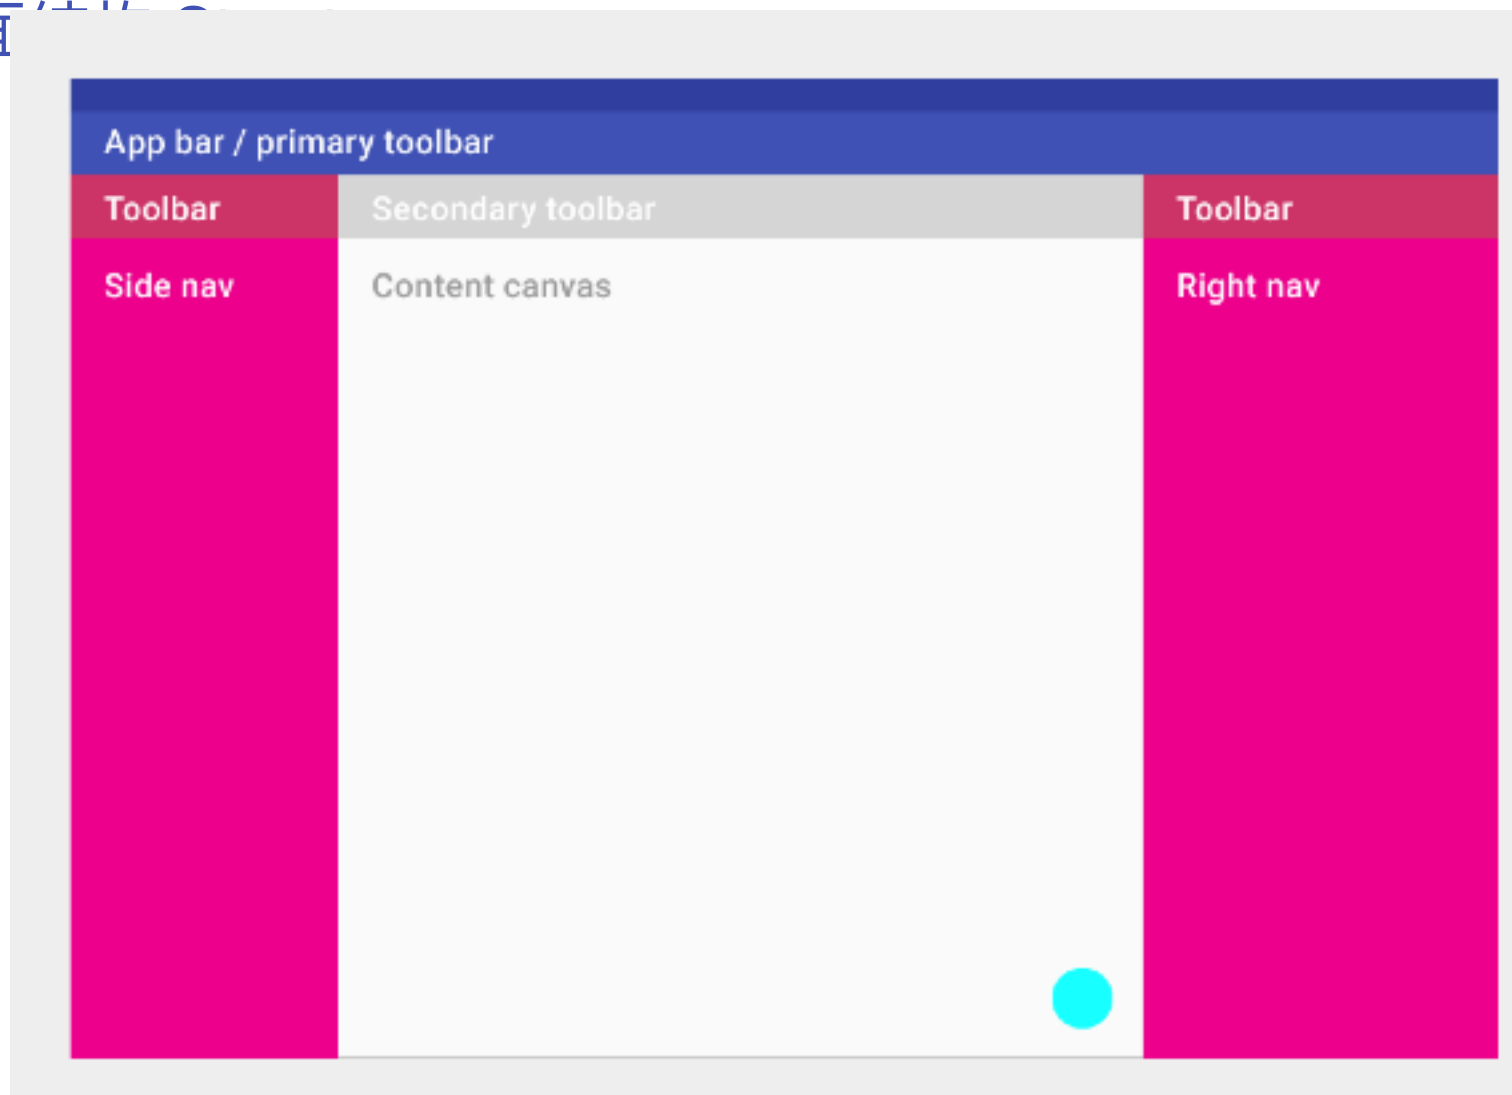 App bar / primary toolbar
Toolbar
Secondary toolbar
Toolbar
Side nav
Content canvas
Right nav